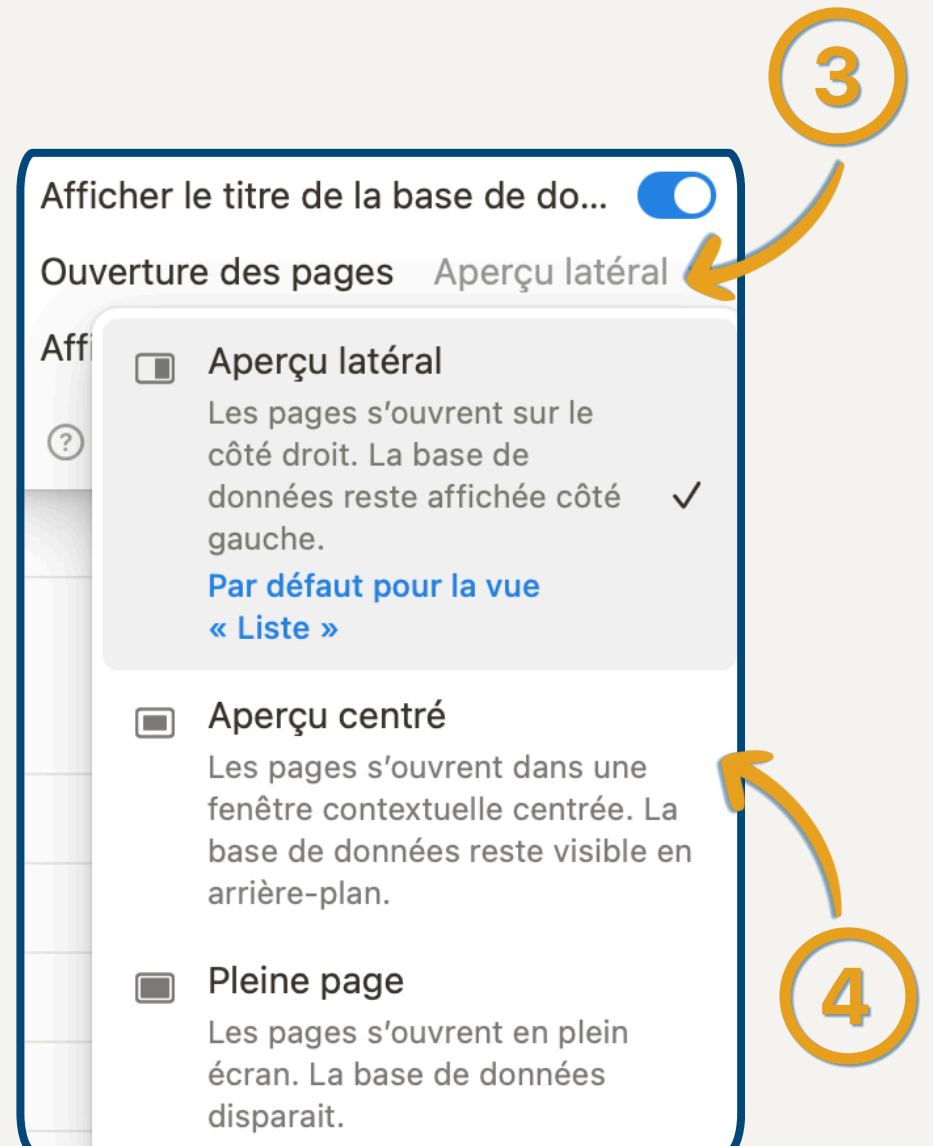 3
Afficher le titre de la base de do...
Ouverture des pages Aperçu latéral
Affi
Aperçu latéral
Les pages s’ouvrent sur le
côté droit. La base de
données reste affichée côté
gauche.
Par défaut pour la vue
« Liste »
?
Aperçu centré
Les pages s’ouvrent dans une
fenêtre contextuelle centrée. La
base de données reste visible en
arrière-plan.
4
Pleine page
Les pages s’ouvrent en plein
écran. La base de données
disparait.